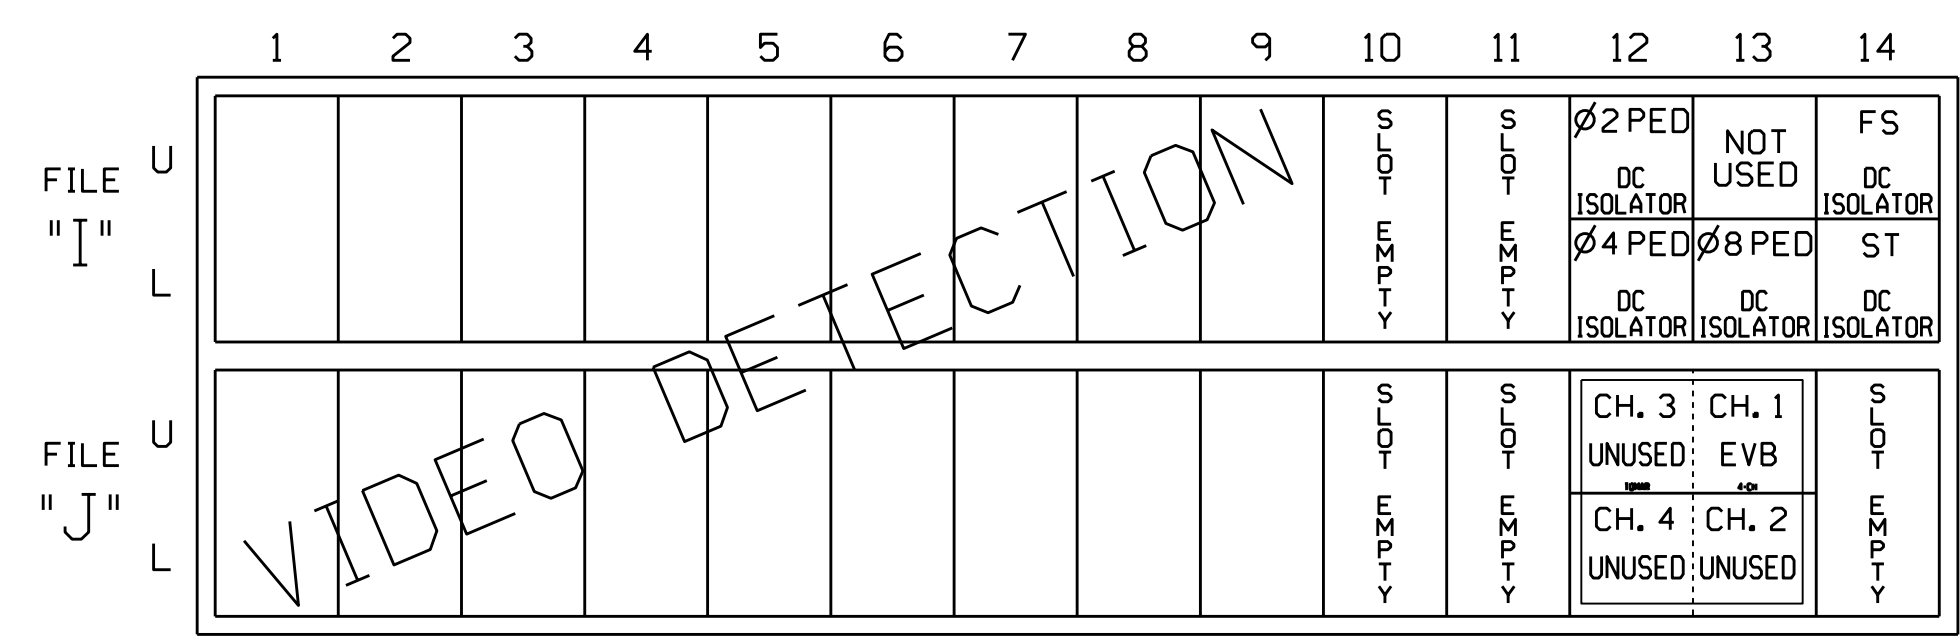 1 2 3 4 5 6 7 8 9 10 11 12 13 14
FILE "I"
U
L
SLOT EMPTY
SLOT EMPTY
Ø2 PED
DC
ISOLATOR
NOT
USED
FS
DC
ISOLATOR
Ø4 PED
DC
ISOLATOR
Ø8 PED
DC
ISOLATOR
ST
DC
ISOLATOR
VIDEO DETECTION
FILE "J"
U
L
SLOT EMPTY
SLOT EMPTY
CH. 3
UNUSED
CH. 1
EVB
4-CH
CH. 4
UNUSED
CH. 2
UNUSED
SLOT EMPTY